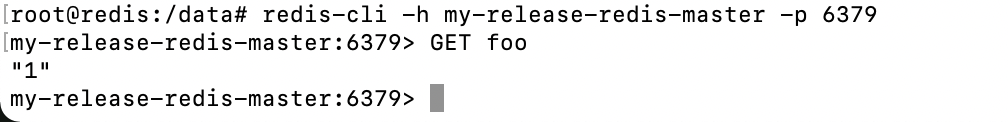 [root@redis:/data# redis-cli -h my-release-redis-master -p 6379
[my-release-redis-master:6379> GET foo
"1"
my-release-redis-master:6379>